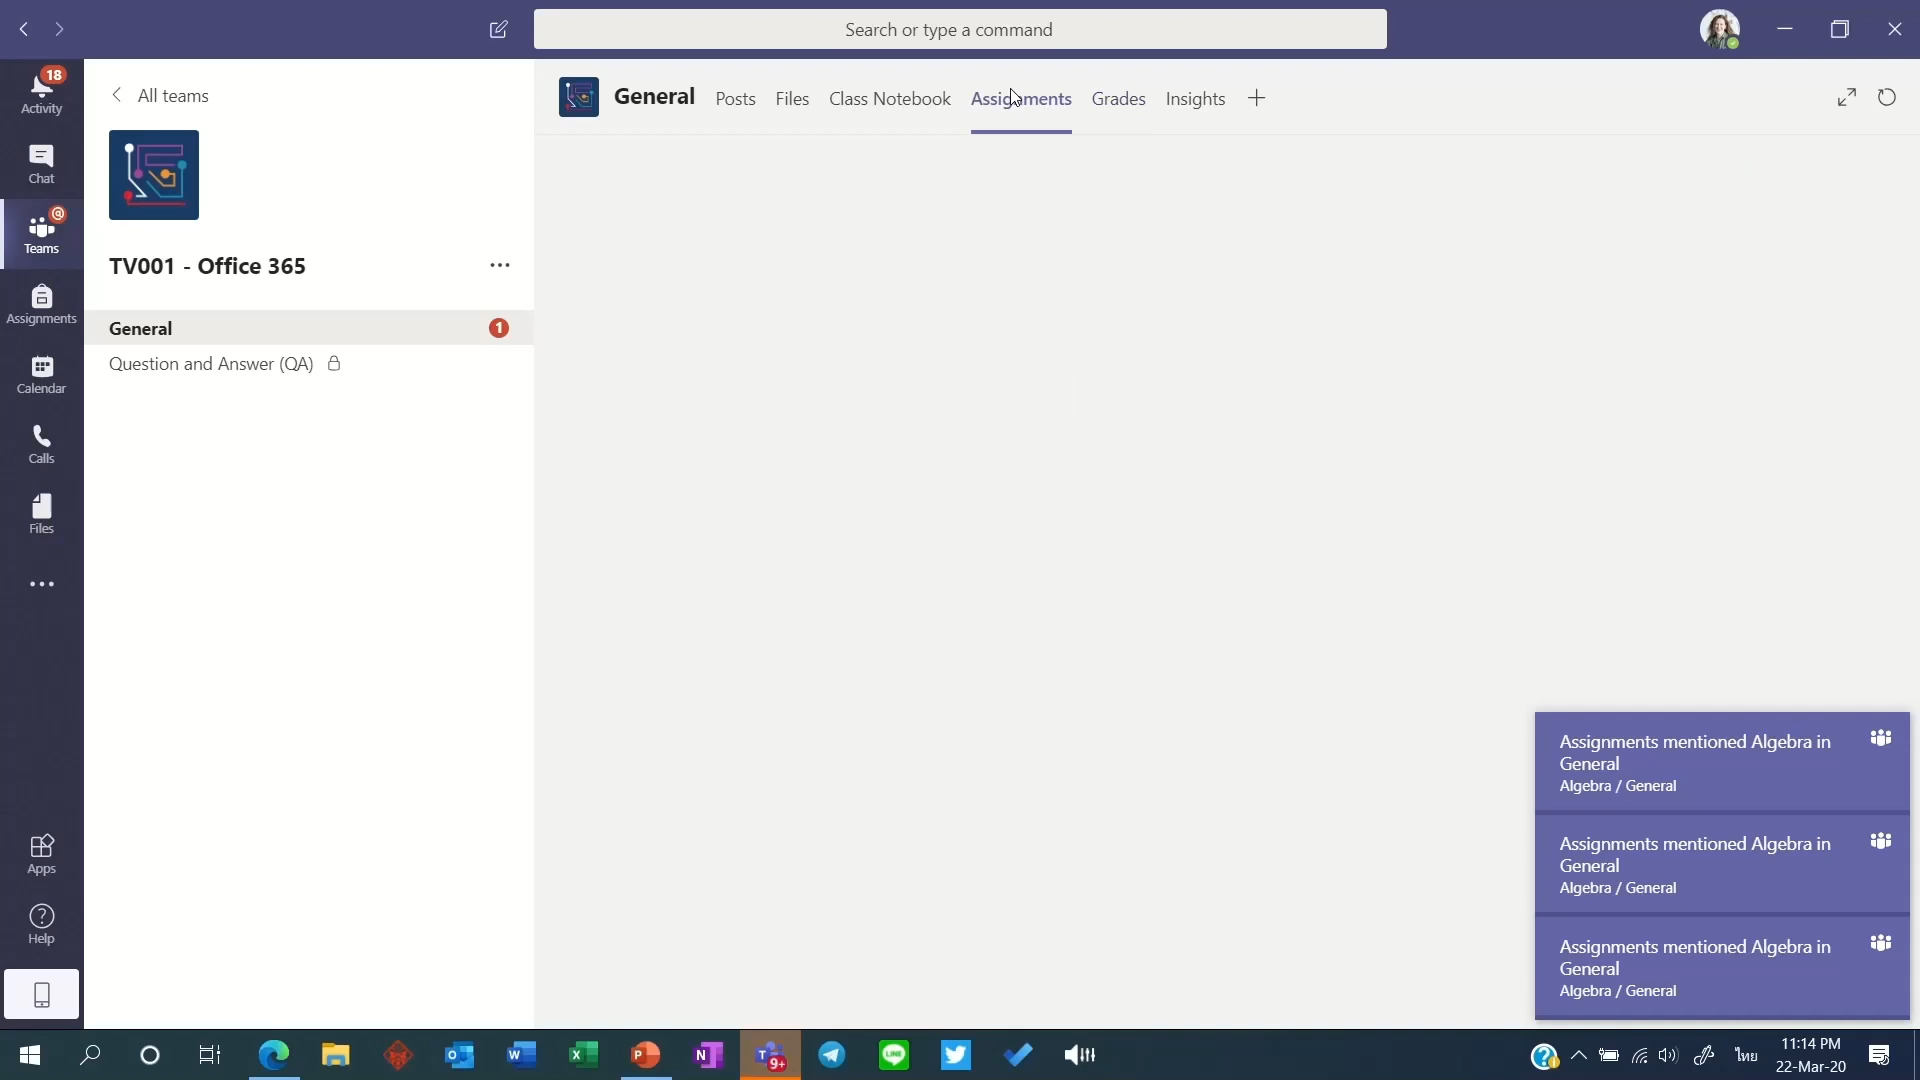 Search or type a command
18
Activity
Chat
@
Teams
Assignments
Calendar
Calls
Files
Apps
Help
All teams
TV001 - Office 365
General
1
Question and Answer (QA)
General
Posts
Files
Class Notebook
Assignments
Grades
Insights
Assignments mentioned Algebra in
General
Algebra / General
Assignments mentioned Algebra in
General
Algebra / General
Assignments mentioned Algebra in
General
Algebra / General
9+
LINE
ไทย
11:14 PM
22-Mar-20